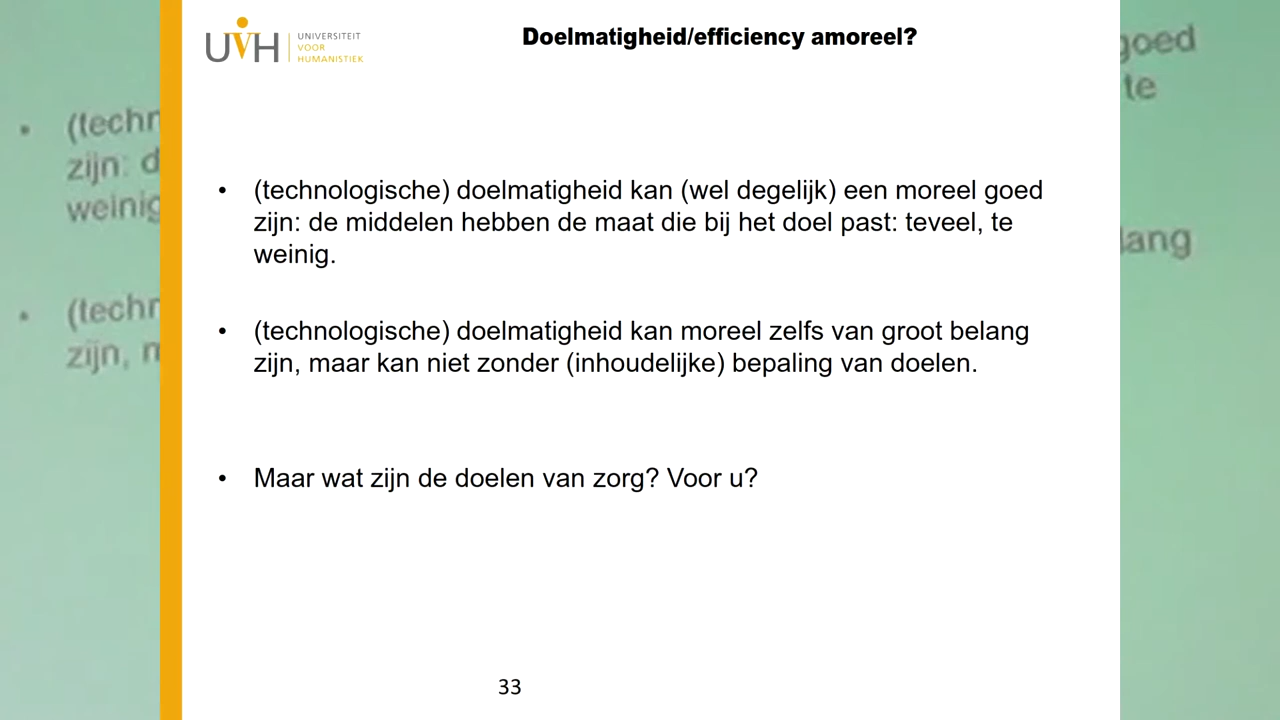 UVH
UNIVERSITEIT
VOOR
HUMANISTIEK
Doelmatigheid/efficiency amoreel?
• (technologische) doelmatigheid kan (wel degelijk) een moreel goed
zijn: de middelen hebben de maat die bij het doel past: teveel, te
weinig.
• (technologische) doelmatigheid kan moreel zelfs van groot belang
zijn, maar kan niet zonder (inhoudelijke) bepaling van doelen.
• Maar wat zijn de doelen van zorg? Voor u?
33